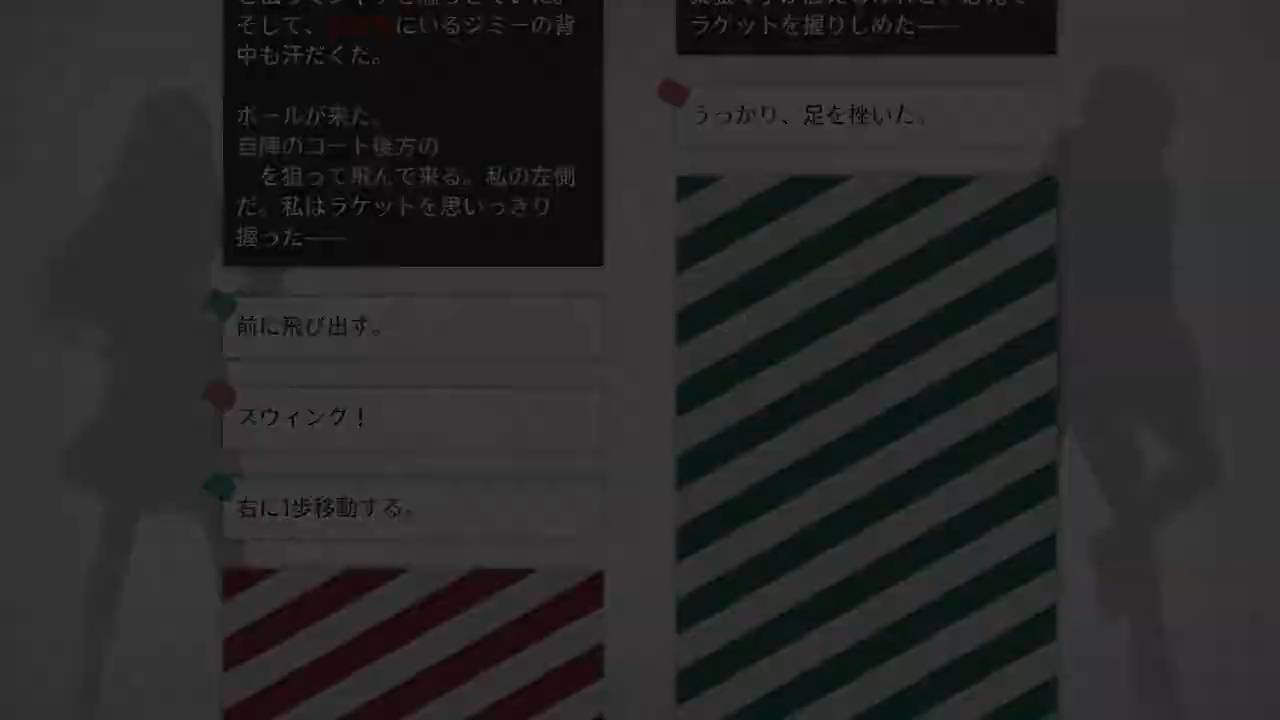 そして、
にいるジミーの背
中も汗だくだ。
ボールが来た。
自陣のコート後方の
を狙って飛んで来る。私の左側
だ。私はラケットを思いっきり
握った──
前に飛び出す。
スウィング！
右に1歩移動する。
ラケットを握りしめた──
うっかり、足を挫いた。